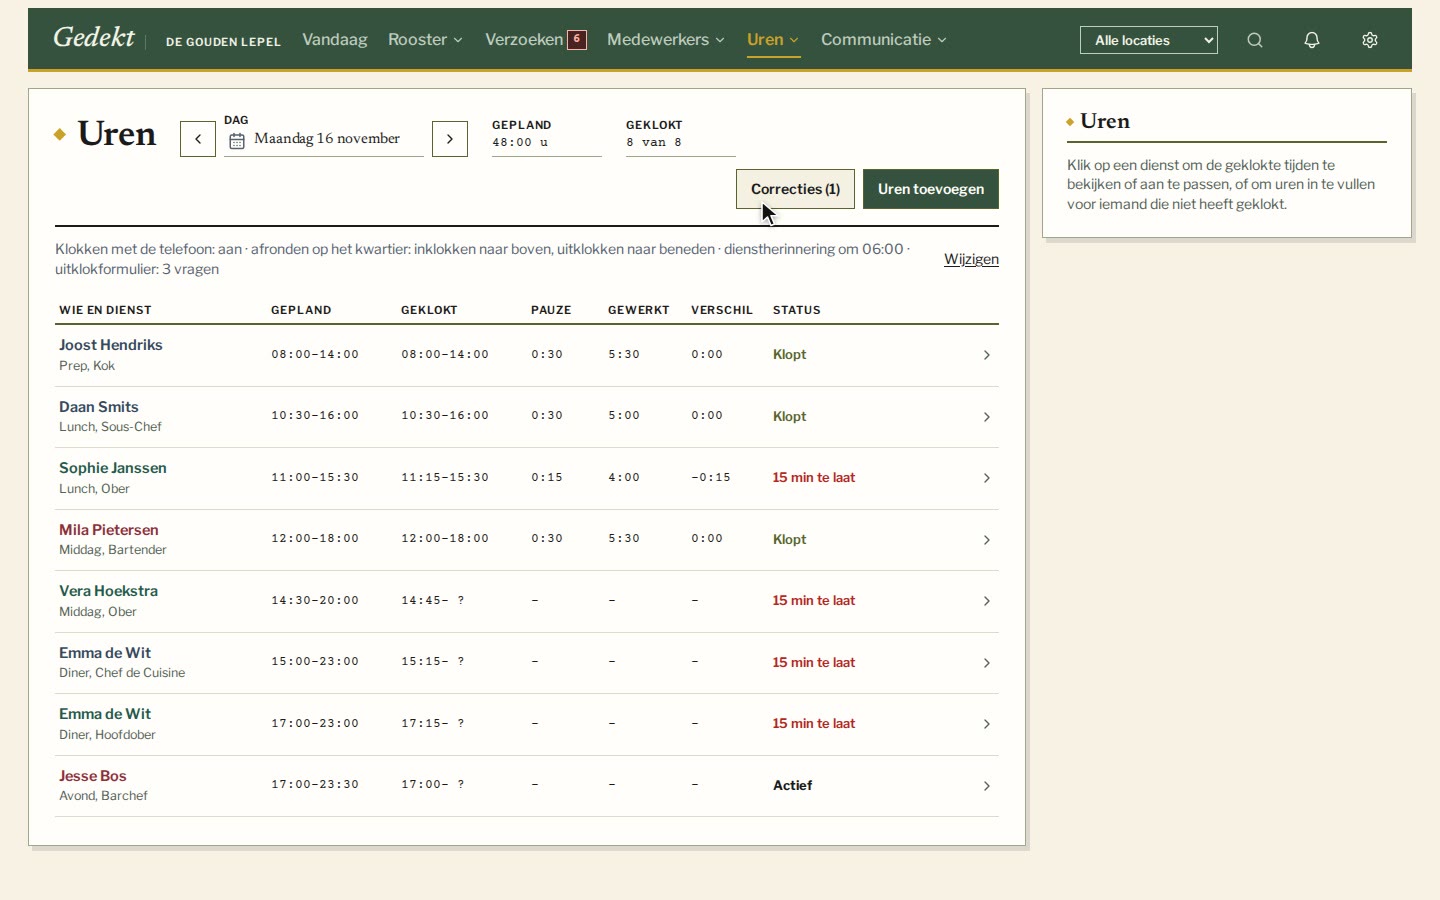 Gedekt DE GOUDEN LEPEL Vandaag Rooster Verzoeken 6 Medewerkers Uren Communicatie Alle locaties
Uren
DAG
Maandag 16 november
GEPLAND
48:00 u
GEKLOKT
8 van 8
Correcties (1) Uren toevoegen
Klokken met de telefoon: aan · afronden op het kwartier: inklokken naar boven, uitklokken naar beneden · dienstherinnering om 06:00 ·
uitklokformulier: 3 vragen
Wijzigen
WIE EN DIENST GEPLAND GEKLOKT PAUZE GEWERKT VERSCHIL STATUS
Joost Hendriks
Prep, Kok
08:00–14:00 08:00–14:00 0:30 5:30 0:00 Klopt
Daan Smits
Lunch, Sous-Chef
10:30–16:00 10:30–16:00 0:30 5:00 0:00 Klopt
Sophie Janssen
Lunch, Ober
11:00–15:30 11:15–15:30 0:15 4:00 −0:15 15 min te laat
Mila Pietersen
Middag, Bartender
12:00–18:00 12:00–18:00 0:30 5:30 0:00 Klopt
Vera Hoekstra
Middag, Ober
14:30–20:00 14:45– ? – – – 15 min te laat
Emma de Wit
Diner, Chef de Cuisine
15:00–23:00 15:15– ? – – – 15 min te laat
Emma de Wit
Diner, Hoofdober
17:00–23:00 17:15– ? – – – 15 min te laat
Jesse Bos
Avond, Barchef
17:00–23:30 17:00– ? – – – Actief
Uren
Klik op een dienst om de geklokte tijden te
bekijken of aan te passen, of om uren in te vullen
voor iemand die niet heeft geklokt.